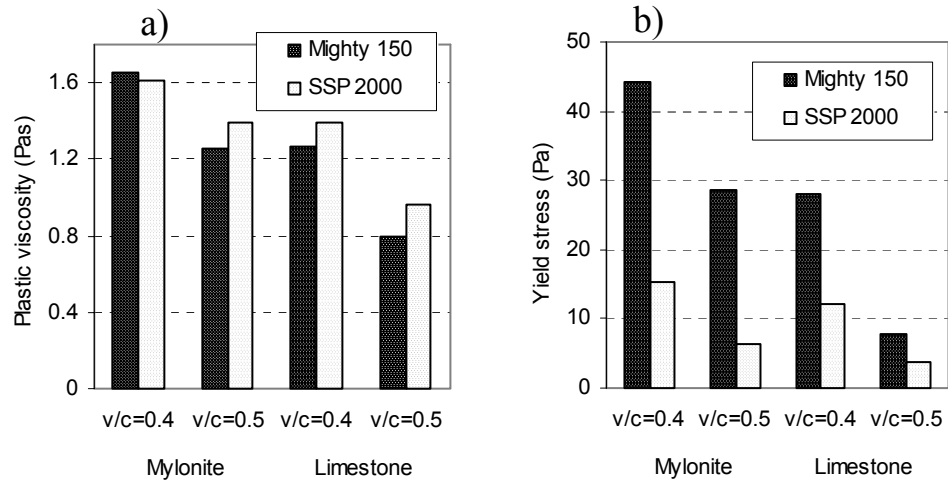 a)
Mighty 150
SSP 2000
Plastic viscosity (Pas)
1.6
1.2
0.8
0.4
0
v/c=0.4 v/c=0.5 v/c=0.4 v/c=0.5
Mylonite Limestone
b)
Mighty 150
SSP 2000
Yield stress (Pa)
50
40
30
20
10
0
v/c=0.4 v/c=0.5 v/c=0.4 v/c=0.5
Mylonite Limestone